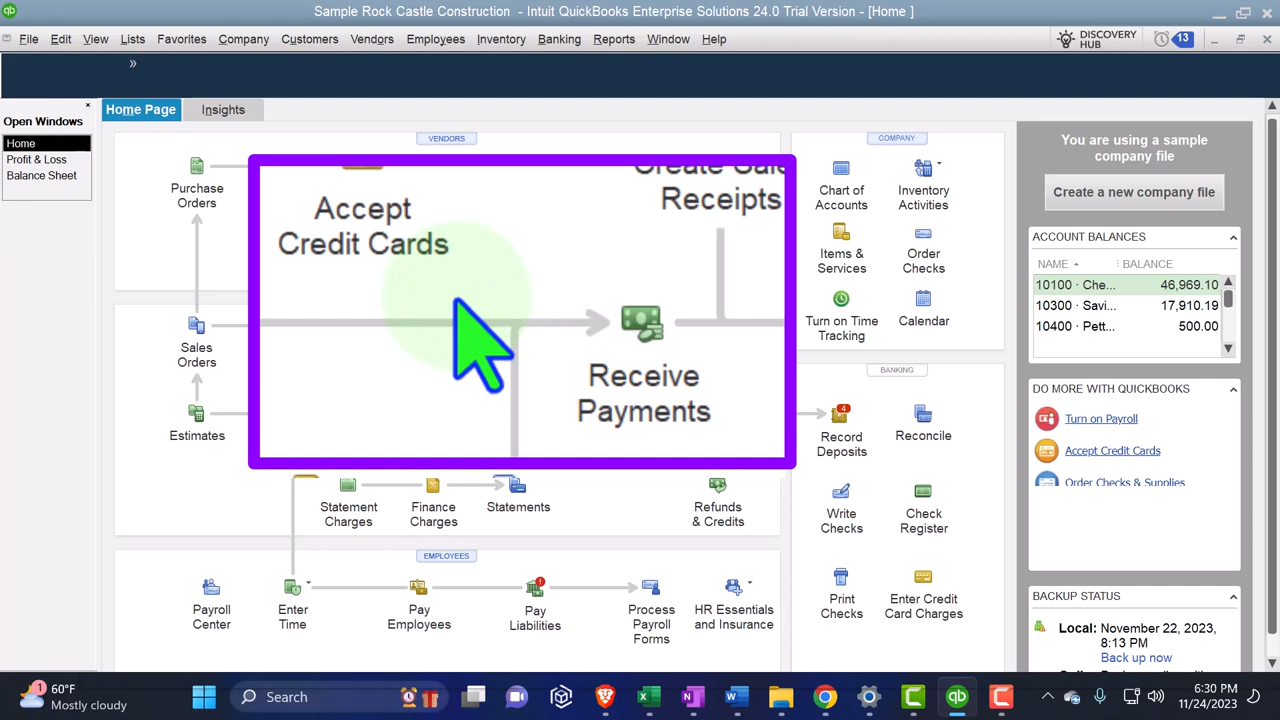 Sample Rock Castle Construction - Intuit QuickBooks Enterprise Solutions 24.0 Trial Version - [Home ]
File Edit View Lists Favorites Company Customers Vendors Employees Inventory Banking Reports Window Help
DISCOVERY
HUB
13
»
Open Windows
Home
Profit & Loss
Balance Sheet
Home Page
Insights
VENDORS
Purchase
Orders
Sales
Orders
Estimates
Accept
Credit Cards
Receipts
Receive
Payments
Statement
Charges
Finance
Charges
Statements
Refunds
& Credits
EMPLOYEES
Payroll
Center
Enter
Time
Pay
Employees
Pay
Liabilities
Process
Payroll
Forms
HR Essentials
and Insurance
COMPANY
Chart of
Accounts
Inventory
Activities
Items &
Services
Order
Checks
Turn on Time
Tracking
Calendar
BANKING
4
Record
Deposits
Reconcile
Write
Checks
Check
Register
Print
Checks
Enter Credit
Card Charges
You are using a sample
company file
Create a new company file
ACCOUNT BALANCES
NAME BALANCE
10100 · Che... 46,969.10
10300 · Savi... 17,910.19
10400 · Pett... 500.00
DO MORE WITH QUICKBOOKS
Turn on Payroll
Accept Credit Cards
Order Checks & Supplies
BACKUP STATUS
Local: November 22, 2023,
8:13 PM
Back up now
1
60°F
Mostly cloudy
Search
6:30 PM
11/24/2023